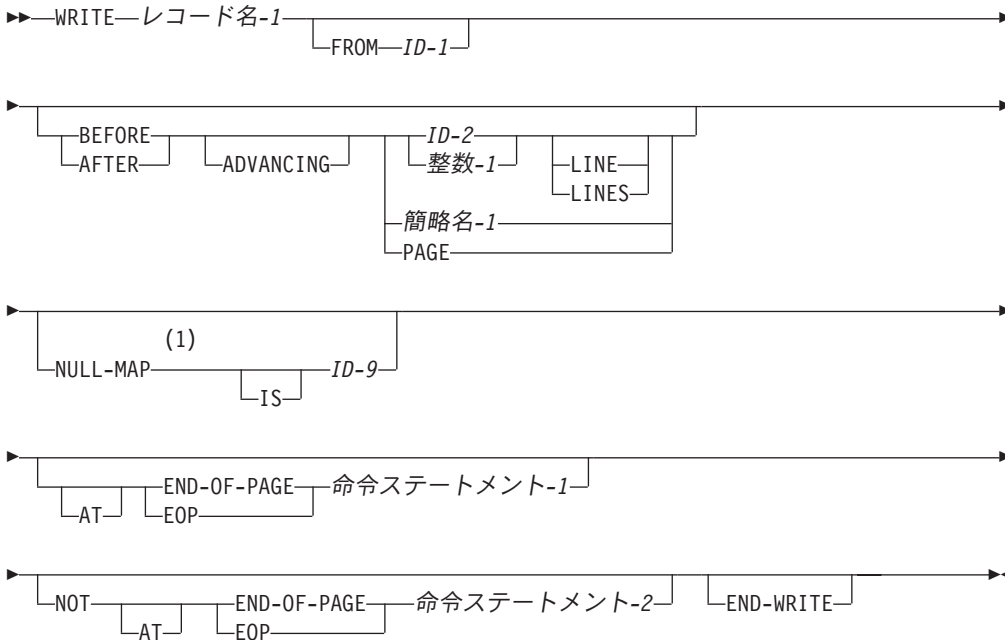 WRITE レコード名-1
FROM ID-1
BEFORE ID-2
AFTER ADVANCING 整数-1 LINE
LINES
簡略名-1
PAGE
(1)
NULL-MAP ID-9
IS
END-OF-PAGE 命令ステートメント-1
AT EOP
NOT END-OF-PAGE 命令ステートメント-2 END-WRITE
AT EOP